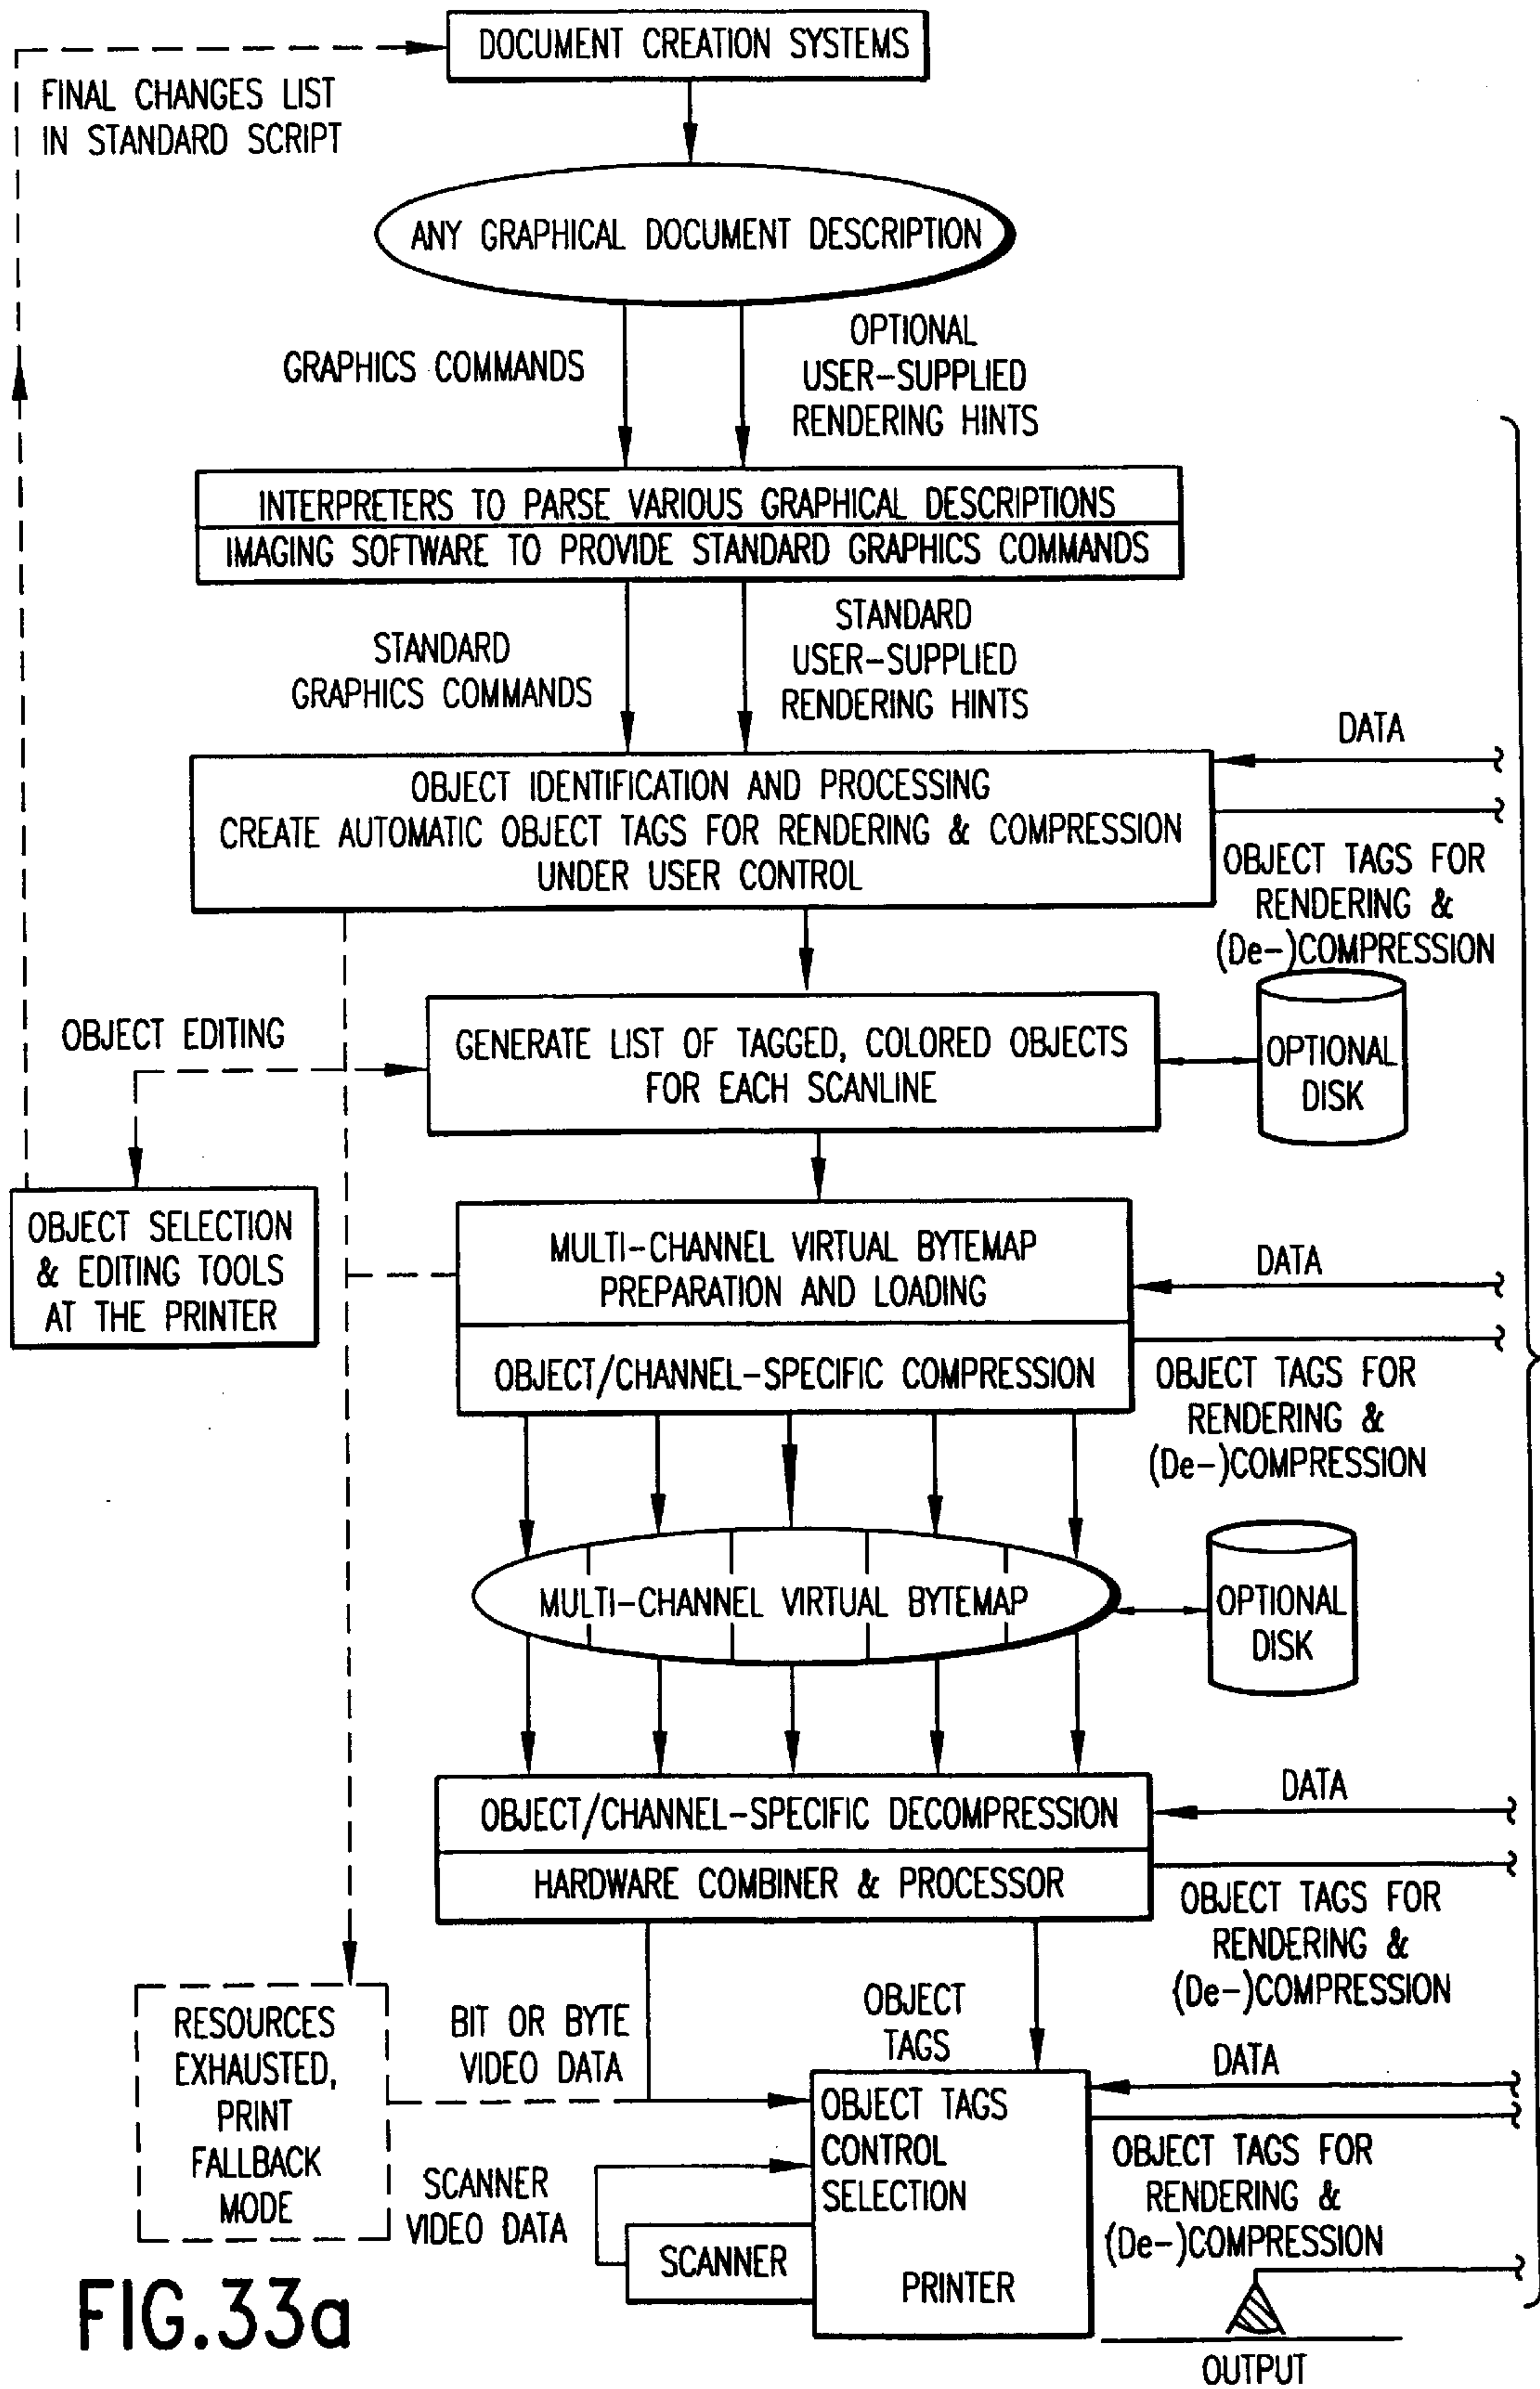 DOCUMENT CREATION SYSTEMS
FINAL CHANGES LIST
IN STANDARD SCRIPT
ANY GRAPHICAL DOCUMENT DESCRIPTION
GRAPHICS COMMANDS
OPTIONAL
USER-SUPPLIED
RENDERING HINTS
INTERPRETERS TO PARSE VARIOUS GRAPHICAL DESCRIPTIONS
IMAGING SOFTWARE TO PROVIDE STANDARD GRAPHICS COMMANDS
STANDARD
GRAPHICS COMMANDS
STANDARD
USER-SUPPLIED
RENDERING HINTS
DATA
OBJECT IDENTIFICATION AND PROCESSING
CREATE AUTOMATIC OBJECT TAGS FOR RENDERING & COMPRESSION
UNDER USER CONTROL
OBJECT TAGS FOR
RENDERING &
(De-)COMPRESSION
OBJECT EDITING
GENERATE LIST OF TAGGED, COLORED OBJECTS
FOR EACH SCANLINE
OPTIONAL
DISK
OBJECT SELECTION
& EDITING TOOLS
AT THE PRINTER
MULTI-CHANNEL VIRTUAL BYTEMAP
PREPARATION AND LOADING
DATA
OBJECT/CHANNEL-SPECIFIC COMPRESSION
OBJECT TAGS FOR
RENDERING &
(De-)COMPRESSION
MULTI-CHANNEL VIRTUAL BYTEMAP
OPTIONAL
DISK
OBJECT/CHANNEL-SPECIFIC DECOMPRESSION
DATA
HARDWARE COMBINER & PROCESSOR
OBJECT TAGS FOR
RENDERING &
(De-)COMPRESSION
RESOURCES
EXHAUSTED,
PRINT
FALLBACK
MODE
BIT OR BYTE
VIDEO DATA
OBJECT
TAGS
DATA
OBJECT TAGS
CONTROL
SELECTION
OBJECT TAGS FOR
RENDERING &
(De-)COMPRESSION
SCANNER
VIDEO DATA
SCANNER
PRINTER
OUTPUT
FIG.33a